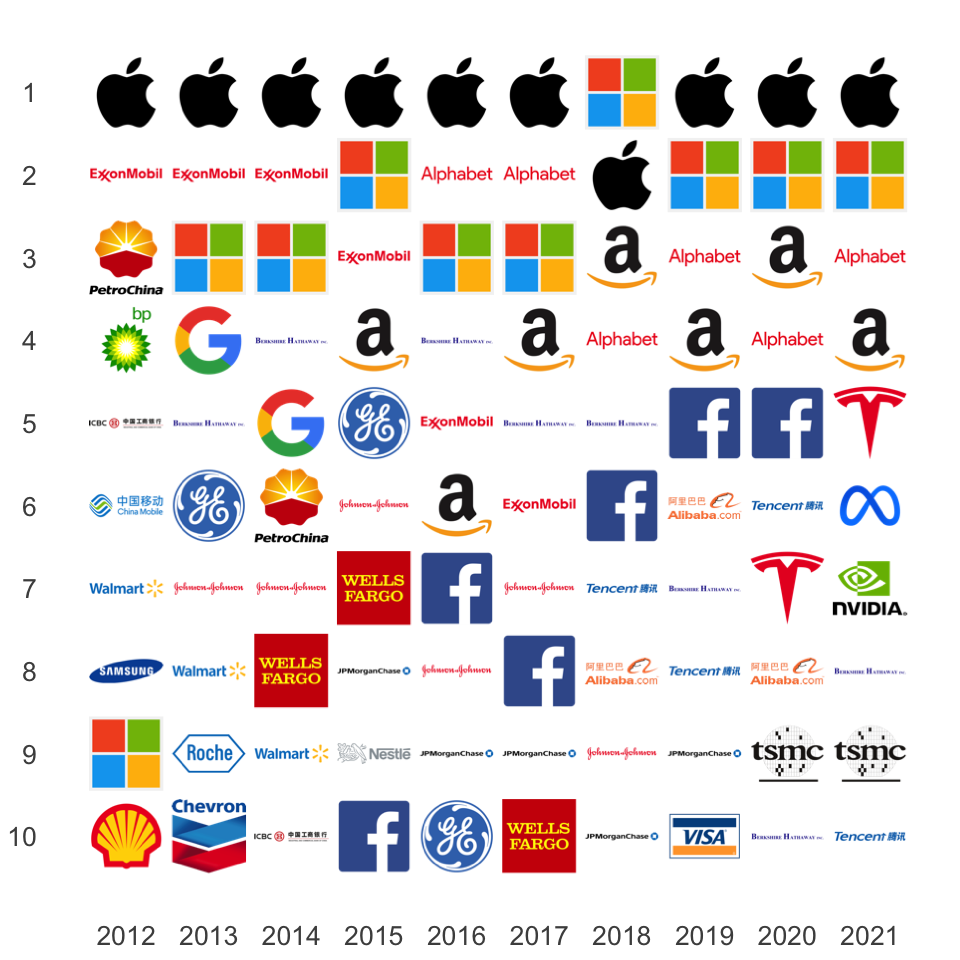 1
2 ExxonMobil ExxonMobil ExxonMobil Alphabet Alphabet
3 PetroChina ExxonMobil a Alphabet a Alphabet
4 bp G BERKSHIRE HATHAWAY INC. a BERKSHIRE HATHAWAY INC. a Alphabet a Alphabet a
5 ICBC 中国工商银行 BERKSHIRE HATHAWAY INC. G GE ExxonMobil BERKSHIRE HATHAWAY INC. BERKSHIRE HATHAWAY INC. f f T
6 中国移动 China Mobile GE PetroChina Johnson & Johnson a ExxonMobil f 阿里巴巴 Alibaba.com Tencent 腾讯
7 Walmart Johnson & Johnson Johnson & Johnson WELLS FARGO f Johnson & Johnson Tencent 腾讯 BERKSHIRE HATHAWAY INC. T NVIDIA.
8 SAMSUNG Walmart WELLS FARGO JPMorganChase Johnson & Johnson f 阿里巴巴 Alibaba.com Tencent 腾讯 阿里巴巴 Alibaba.com BERKSHIRE HATHAWAY INC.
9 Roche Walmart Nestlé JPMorganChase JPMorganChase Johnson & Johnson JPMorganChase tsmc tsmc
10 Chevron ICBC 中国工商银行 f GE WELLS FARGO JPMorganChase VISA BERKSHIRE HATHAWAY INC. Tencent 腾讯
2012 2013 2014 2015 2016 2017 2018 2019 2020 2021